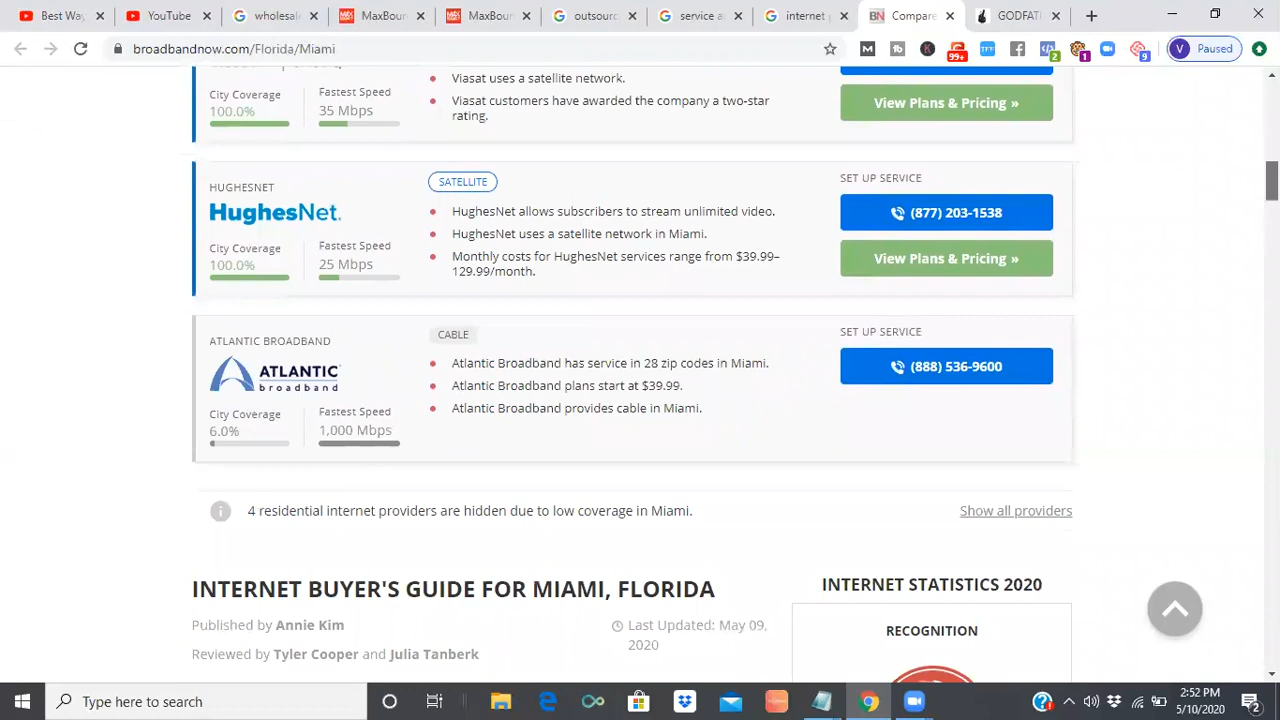 Best Way
YouTube
wholesale
MaxBoun
MaxBoun
outsourc
service a
internet p
Compare
GODFAT
broadbandnow.com/Florida/Miami
99+
2
1
9
V Paused
Viasat uses a satellite network.
City Coverage
100.0%
Fastest Speed
35 Mbps
Viasat customers have awarded the company a two-star
rating.
View Plans & Pricing »
HUGHESNET
HughesNet.
City Coverage
100.0%
Fastest Speed
25 Mbps
SATELLITE
HughesNet allows subscribers to stream unlimited video.
HughesNet uses a satellite network in Miami.
Monthly costs for HughesNet services range from $39.99–
129.99/month.
SET UP SERVICE
(877) 203-1538
View Plans & Pricing »
ATLANTIC BROADBAND
ATLANTIC
broadband
City Coverage
6.0%
Fastest Speed
1,000 Mbps
CABLE
Atlantic Broadband has service in 28 zip codes in Miami.
Atlantic Broadband plans start at $39.99.
Atlantic Broadband provides cable in Miami.
SET UP SERVICE
(888) 536-9600
4 residential internet providers are hidden due to low coverage in Miami.
Show all providers
INTERNET BUYER'S GUIDE FOR MIAMI, FLORIDA
Published by Annie Kim
Last Updated: May 09,
2020
Reviewed by Tyler Cooper and Julia Tanberk
INTERNET STATISTICS 2020
RECOGNITION
Type here to search
2:52 PM
5/10/2020
2